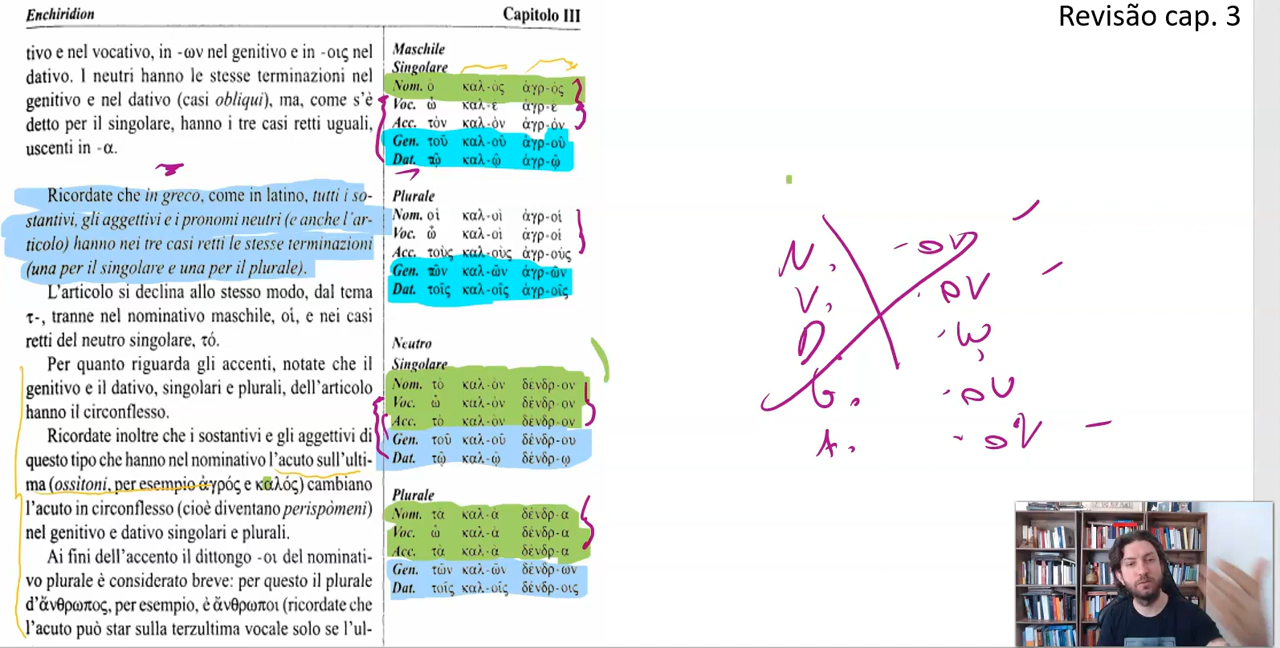 Revisão cap. 3
Enchiridion
Capitolo III
tivo e nel vocativo, in -ων nel genitivo e in -οις nel
dativo. I neutri hanno le stesse terminazioni nel
genitivo e nel dativo (casi obliqui), ma, come s'è
detto per il singolare, hanno i tre casi retti uguali,
uscenti in -α.
Ricordate che in greco, come in latino, tutti i so-
stantivi, gli aggettivi e i pronomi neutri (e anche l'ar-
ticolo) hanno nei tre casi retti le stesse terminazioni
(una per il singolare e una per il plurale).
L'articolo si declina allo stesso modo, dal tema
τ-, tranne nel nominativo maschile, οἱ, e nei casi
retti del neutro singolare, τό.
Per quanto riguarda gli accenti, notate che il
genitivo e il dativo, singolari e plurali, dell'articolo
hanno il circonflesso.
Ricordate inoltre che i sostantivi e gli aggettivi di
questo tipo che hanno nel nominativo l'acuto sull'ulti-
ma (ossitoni, per esempio ἀγρός e καλός) cambiano
l'acuto in circonflesso (cioè diventano perispòmeni)
nel genitivo e dativo singolari e plurali.
Ai fini dell'accento il dittongo -οι del nominati-
vo plurale è considerato breve: per questo il plurale
d'ἄνθρωπος, per esempio, è ἄνθρωποι (ricordate che
l'acuto può star sulla terzultima vocale solo se l'ul-
Maschile
Singolare
Nom. ὁ καλ-ὸς ἀγρ-ός
Voc. ὦ καλ-ὲ ἀγρ-έ
Acc. τὸν καλ-ὸν ἀγρ-όν
Gen. τοῦ καλ-οῦ ἀγρ-οῦ
Dat. τῷ καλ-ῷ ἀγρ-ῷ
Plurale
Nom. οἱ καλ-οὶ ἀγρ-οί
Voc. ὦ καλ-οὶ ἀγρ-οί
Acc. τοὺς καλ-οὺς ἀγρ-ούς
Gen. τῶν καλ-ῶν ἀγρ-ῶν
Dat. τοῖς καλ-οῖς ἀγρ-οῖς
Neutro
Singolare
Nom. τὸ καλ-ὸν δένδρ-ον
Voc. ὦ καλ-ὸν δένδρ-ον
Acc. τὸ καλ-ὸν δένδρ-ον
Gen. τοῦ καλ-οῦ δένδρ-ου
Dat. τῷ καλ-ῷ δένδρ-ῳ
Plurale
Nom. τὰ καλ-ὰ δένδρ-α
Voc. ὦ καλ-ὰ δένδρ-α
Acc. τὰ καλ-ὰ δένδρ-α
Gen. τῶν καλ-ῶν δένδρ-ων
Dat. τοῖς καλ-οῖς δένδρ-οις
N. -ον
V. -ον
D -ῳ
G. -ου
A. -ον